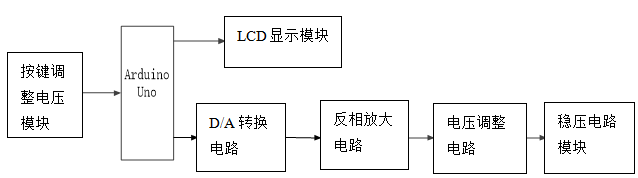 按键调
整电压
模块
Arduino
Uno
LCD 显示模块
D/A 转换
电路
反相放大
电路
电压调整
电路
稳压电路
模块